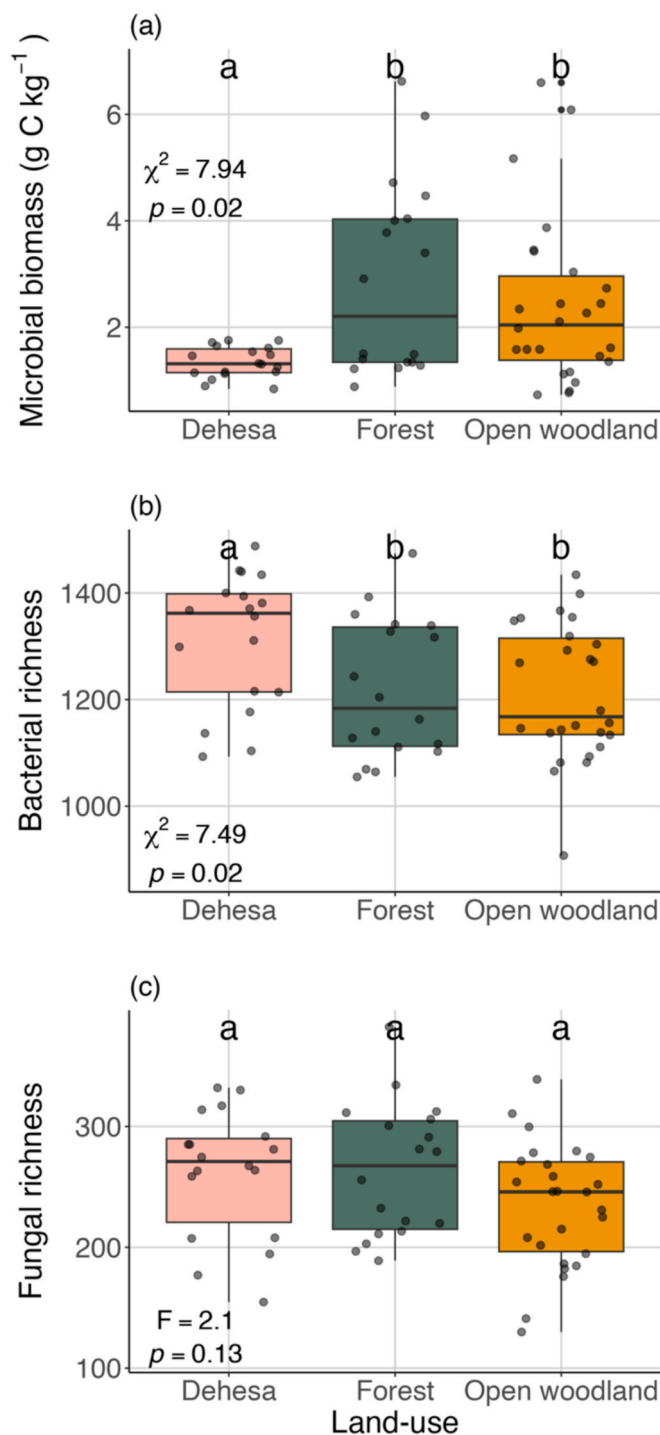 (a)
a b b
6
4
2
χ² = 7.94
p = 0.02
Microbial biomass (g C kg⁻¹)
Dehesa Forest Open woodland
(b)
a b b
1400
1200
1000
χ² = 7.49
p = 0.02
Bacterial richness
Dehesa Forest Open woodland
(c)
a a a
300
200
100
F = 2.1
p = 0.13
Fungal richness
Dehesa Forest Open woodland
Land-use